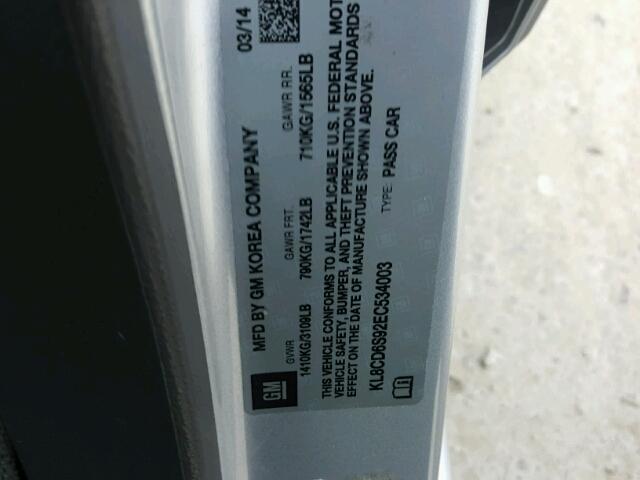 GM
MFD BY GM KOREA COMPANY
03/14
GVWR GAWR FRT. GAWR RR.
1410KG/3109LB 790KG/1742LB 710KG/1565LB
THIS VEHICLE CONFORMS TO ALL APPLICABLE U.S. FEDERAL MOT
VEHICLE SAFETY, BUMPER, AND THEFT PREVENTION STANDARDS
EFFECT ON THE DATE OF MANUFACTURE SHOWN ABOVE.
KL8CD6S92EC534003 TYPE: PASS CAR